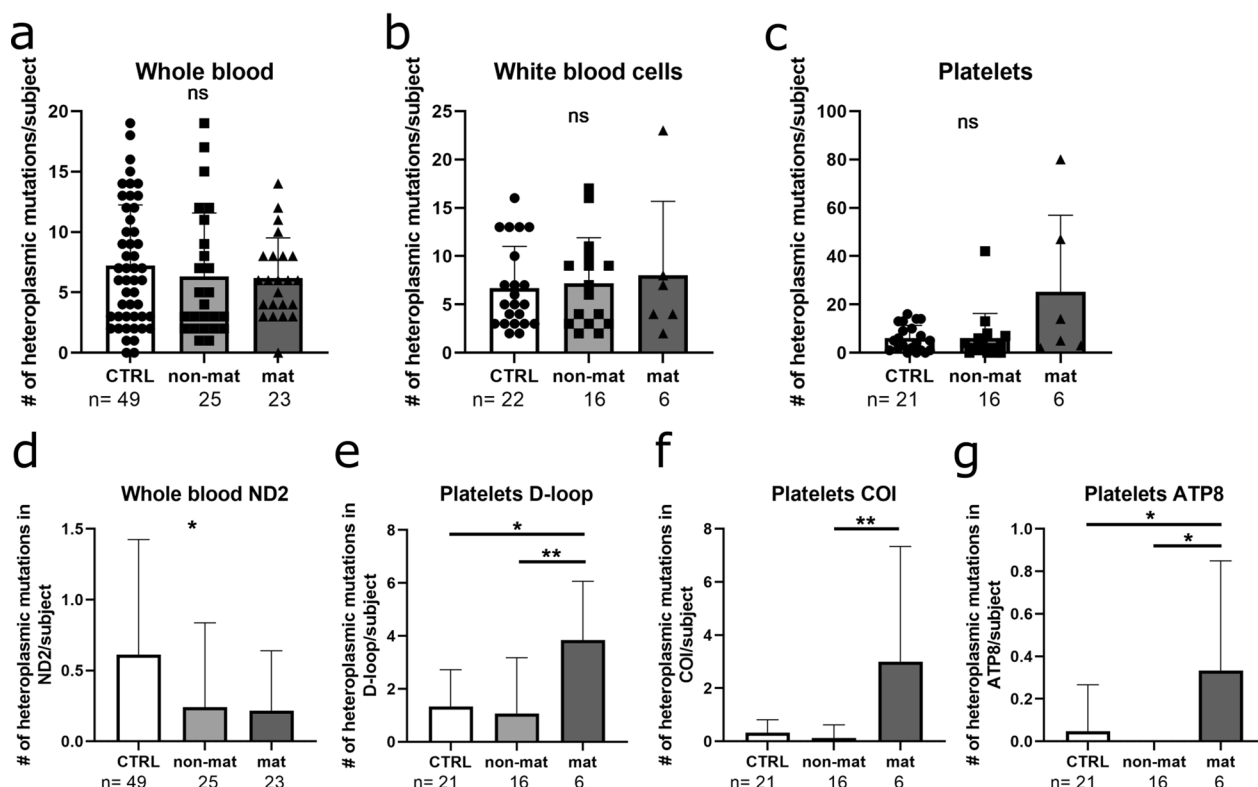 a
Whole blood
ns
# of heteroplasmic mutations/subject
20
15
10
5
0
CTRL non-mat mat
n= 49 25 23
b
White blood cells
ns
# of heteroplasmic mutations/subject
25
20
15
10
5
0
CTRL non-mat mat
n= 22 16 6
c
Platelets
ns
# of heteroplasmic mutations/subject
100
80
60
40
20
0
CTRL non-mat mat
n= 21 16 6
d
Whole blood ND2
*
# of heteroplasmic mutations in
ND2/subject
1.5
1.0
0.5
0.0
CTRL non-mat mat
n= 49 25 23
e
Platelets D-loop
*
**
# of heteroplasmic mutations in
D-loop/subject
8
6
4
2
0
CTRL non-mat mat
n= 21 16 6
f
Platelets COI
**
# of heteroplasmic mutations in
COI/subject
8
6
4
2
0
CTRL non-mat mat
n= 21 16 6
g
Platelets ATP8
*
*
# of heteroplasmic mutations in
ATP8/subject
1.0
0.8
0.6
0.4
0.2
0.0
CTRL non-mat mat
n= 21 16 6